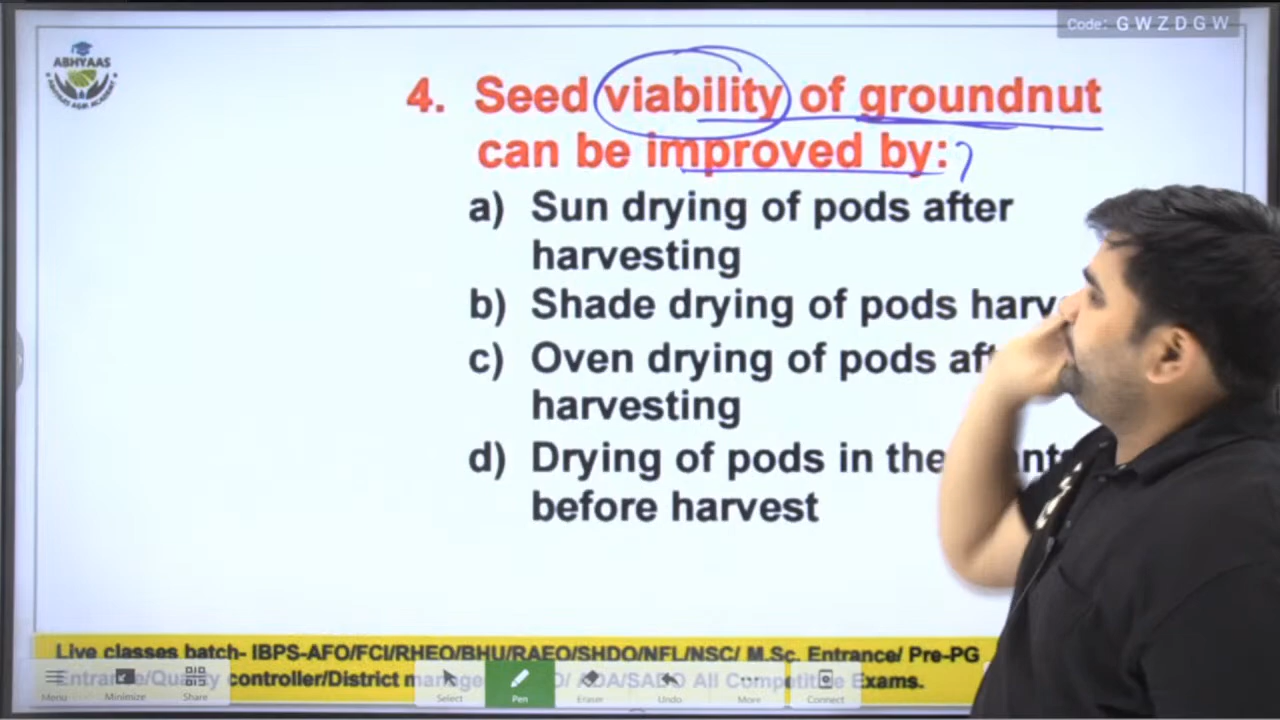 Code: G W Z D G W
ABHYAAS
4. Seed viability of groundnut
can be improved by: ?
a) Sun drying of pods after
harvesting
b) Shade drying of pods
c) Oven drying of pods
harvesting
d) Drying of pods in the
before harvest
Live classes batch- IBPS-AFO/FCI/RHEO/BHU/RAEO/SHDO/NFL/NSC/ M.Sc. Entrance/ Pre-PG
controller/District All Exams.
Menu Minimize Share Select Pen Eraser Undo More Connect